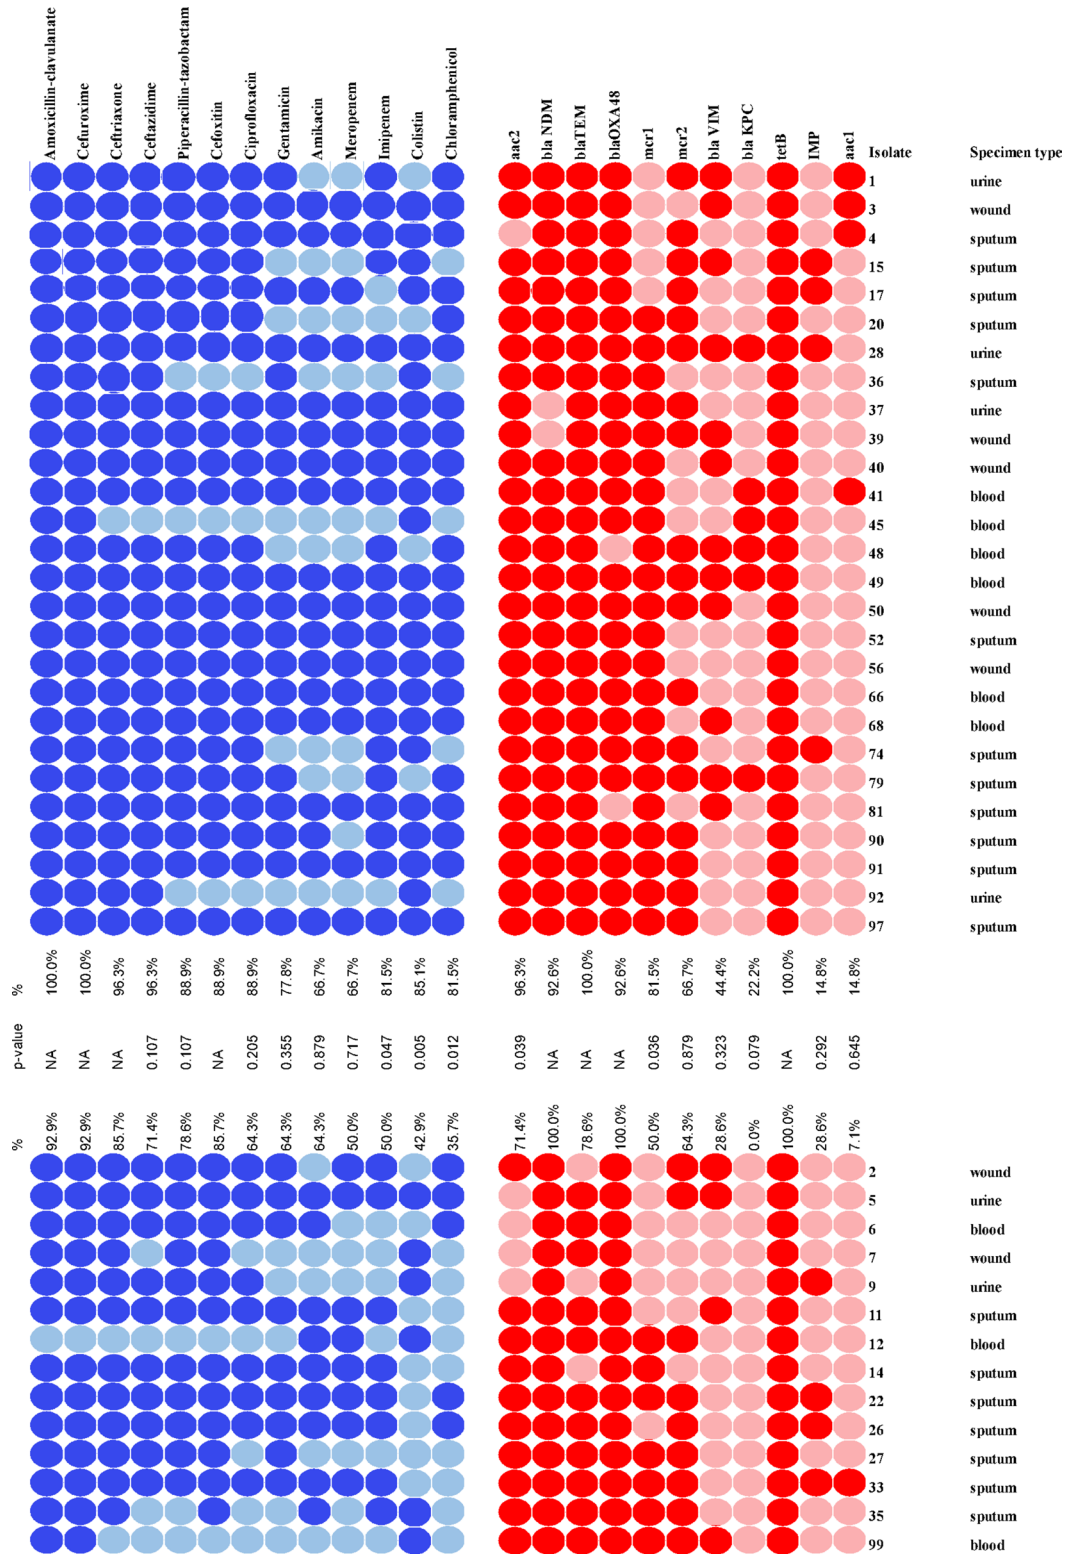 Amoxicillin-clavulanate
Cefuroxime
Ceftriaxone
Ceftazidime
Piperacillin-tazobactam
Cefoxitin
Ciprofloxacin
Gentamicin
Amikacin
Meropenem
Imipenem
Colistin
Chloramphenicol
aac2
bla NDM
blaTEM
blaOXA48
mcr1
mcr2
bla VIM
bla KPC
tetB
IMP
aac1
Isolate Specimen type
1 urine
3 wound
4 sputum
15 sputum
17 sputum
20 sputum
28 urine
36 sputum
37 urine
39 wound
40 wound
41 blood
45 blood
48 blood
49 blood
50 wound
52 sputum
56 wound
66 blood
68 blood
74 sputum
79 sputum
81 sputum
90 sputum
91 sputum
92 urine
97 sputum
% 100.0% 100.0% 96.3% 96.3% 88.9% 88.9% 88.9% 77.8% 66.7% 66.7% 81.5% 85.1% 81.5% 96.3% 92.6% 100.0% 92.6% 81.5% 66.7% 44.4% 22.2% 100.0% 14.8% 14.8%
p-value NA NA NA 0.107 0.107 NA 0.205 0.355 0.879 0.717 0.047 0.005 0.012 0.039 NA NA NA 0.036 0.879 0.323 0.079 NA 0.292 0.645
% 92.9% 92.9% 85.7% 71.4% 78.6% 85.7% 64.3% 64.3% 64.3% 50.0% 50.0% 42.9% 35.7% 71.4% 100.0% 78.6% 100.0% 50.0% 64.3% 28.6% 0.0% 100.0% 28.6% 7.1%
2 wound
5 urine
6 blood
7 wound
9 urine
11 sputum
12 blood
14 sputum
22 sputum
26 sputum
27 sputum
33 sputum
35 sputum
99 blood